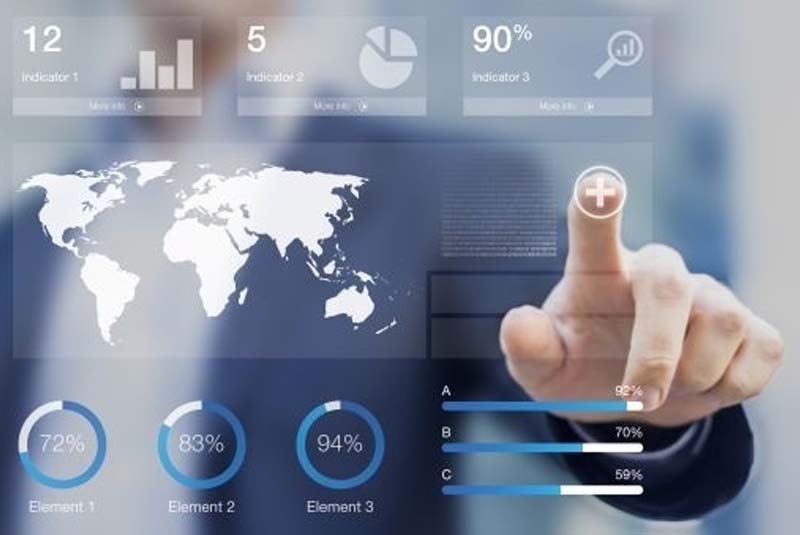 12
Indicator 1
More info
5
Indicator 2
More info
90%
Indicator 3
More info
72%
Element 1
83%
Element 2
94%
Element 3
A 92%
B 70%
C 59%